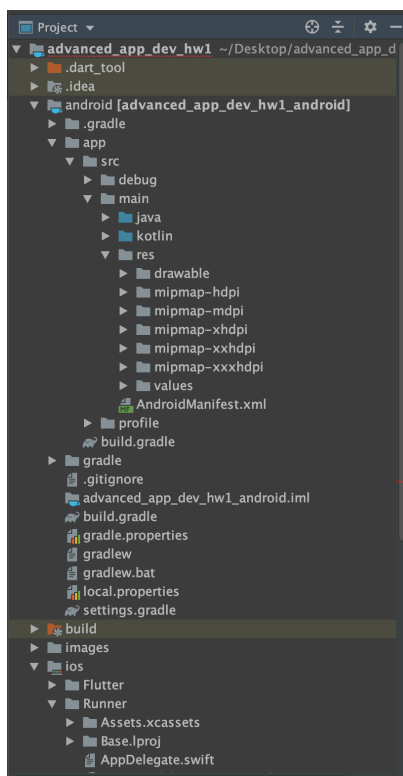 Project
advanced_app_dev_hw1 ~/Desktop/advanced_app_d
.dart_tool
.idea
android [advanced_app_dev_hw1_android]
.gradle
app
src
debug
main
java
kotlin
res
drawable
mipmap-hdpi
mipmap-mdpi
mipmap-xhdpi
mipmap-xxhdpi
mipmap-xxxhdpi
values
AndroidManifest.xml
profile
build.gradle
gradle
.gitignore
advanced_app_dev_hw1_android.iml
build.gradle
gradle.properties
gradlew
gradlew.bat
local.properties
settings.gradle
build
images
ios
Flutter
Runner
Assets.xcassets
Base.lproj
AppDelegate.swift